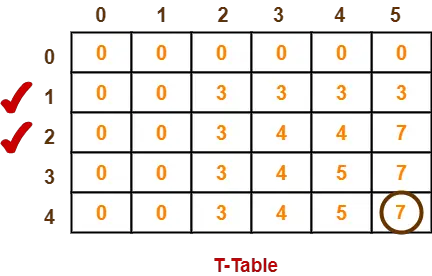 0 1 2 3 4 5
0 0 0 0 0 0 0
1 0 0 3 3 3 3
2 0 0 3 4 4 7
3 0 0 3 4 5 7
4 0 0 3 4 5 7
T-Table